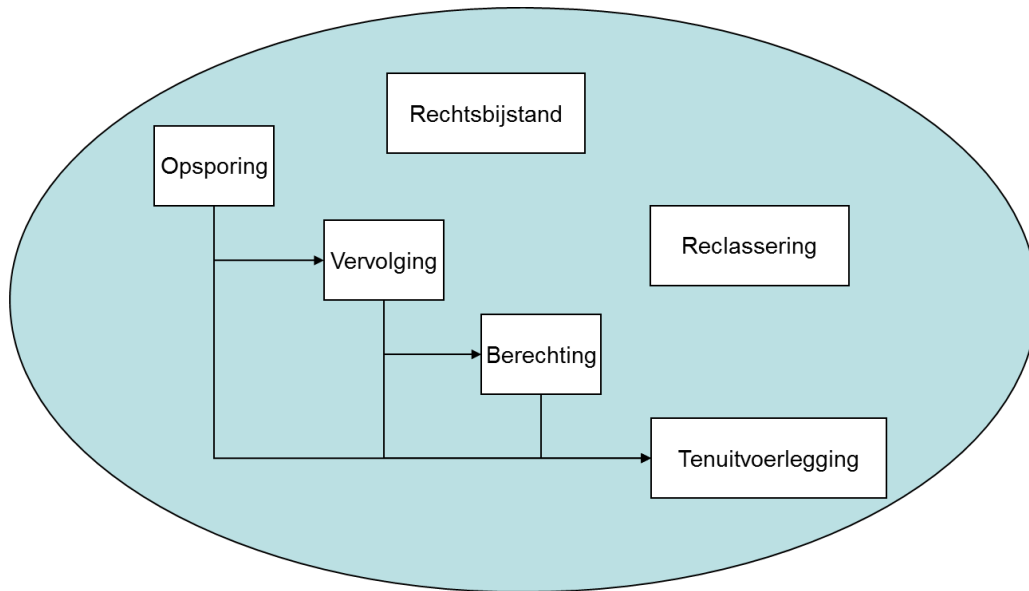 Rechtsbijstand
Opsporing
Reclassering
Vervolging
Berechting
Tenuitvoerlegging